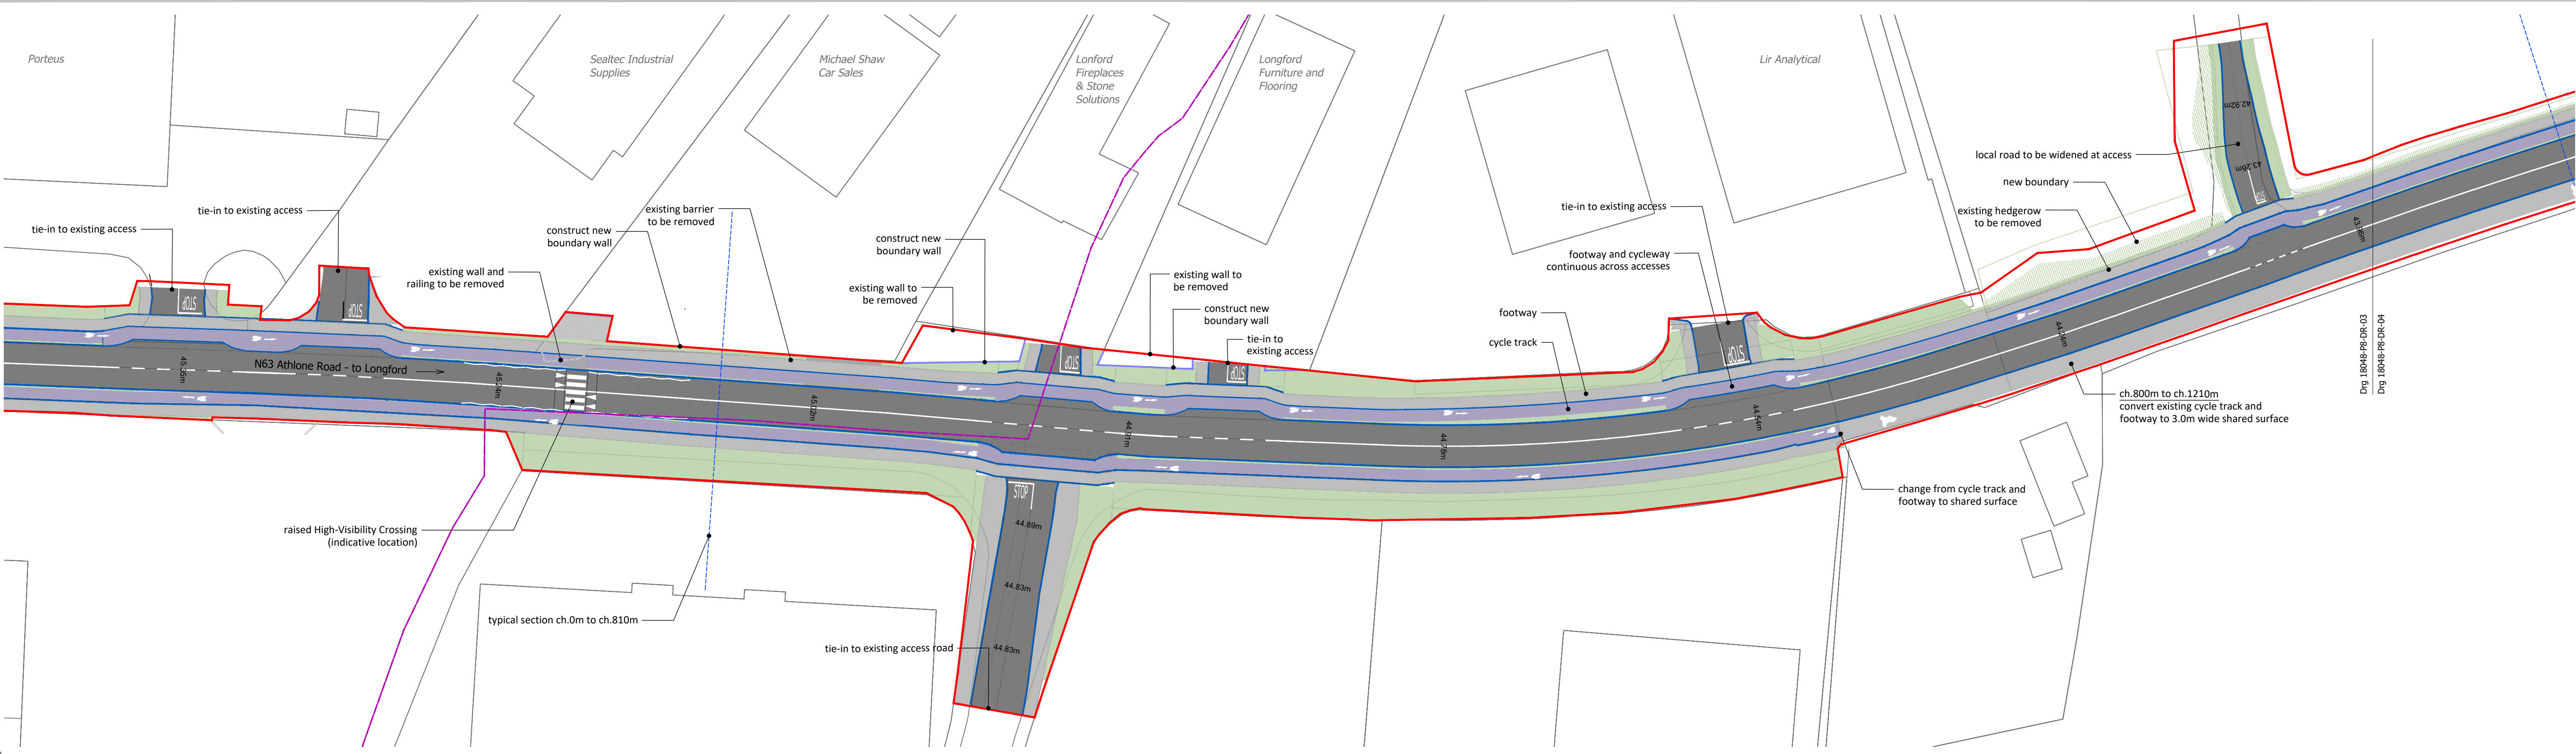 Porteus
Sealtec Industrial
Supplies
Michael Shaw
Car Sales
Lonford
Fireplaces
& Stone
Solutions
Longford
Furniture and
Flooring
Lir Analytical
tie-in to existing access
tie-in to existing access
existing wall and
railing to be removed
construct new
boundary wall
existing barrier
to be removed
construct new
boundary wall
existing wall to
be removed
existing wall to
be removed
construct new
boundary wall
tie-in to
existing access
tie-in to existing access
footway and cycleway
continuous across accesses
footway
cycle track
local road to be widened at access
new boundary
existing hedgerow
to be removed
42.92m
43.26m
STOP
STOP
STOP
STOP
STOP
N63 Athlone Road - to Longford
45.24m
45.02m
44.91m
44.78m
44.54m
STOP
44.89m
44.83m
44.83m
raised High-Visibility Crossing
(indicative location)
typical section ch.0m to ch.810m
tie-in to existing access road
change from cycle track and
footway to shared surface
ch.800m to ch.1210m
convert existing cycle track and
footway to 3.0m wide shared surface
Drg 18048-PR-DR-03
Drg 18048-PR-DR-04